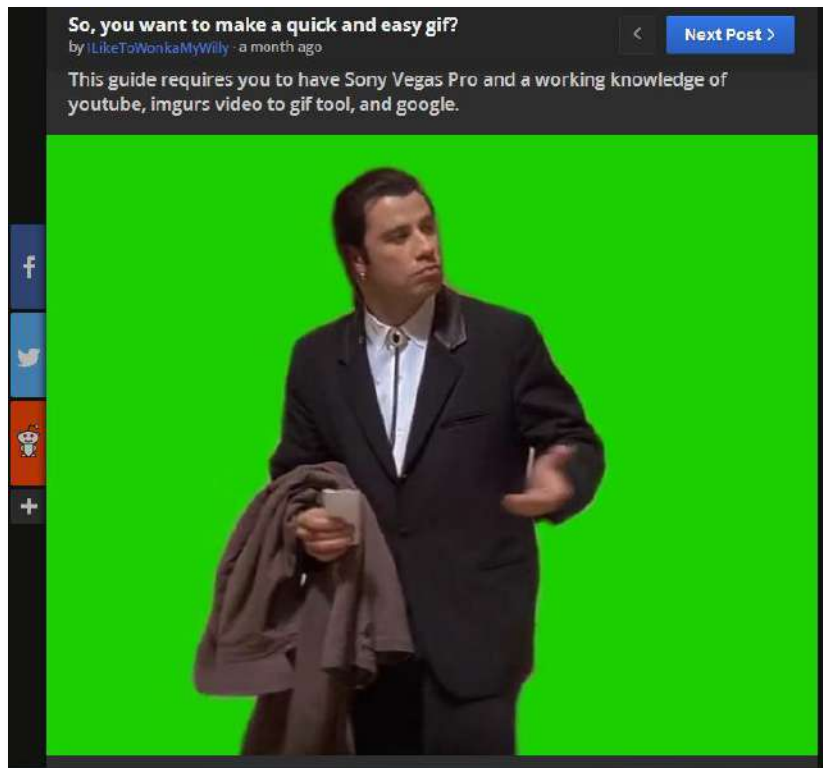 So, you want to make a quick and easy gif?
by ILikeToWonkaMyWilly · a month ago
Next Post >
This guide requires you to have Sony Vegas Pro and a working knowledge of
youtube, imgurs video to gif tool, and google.